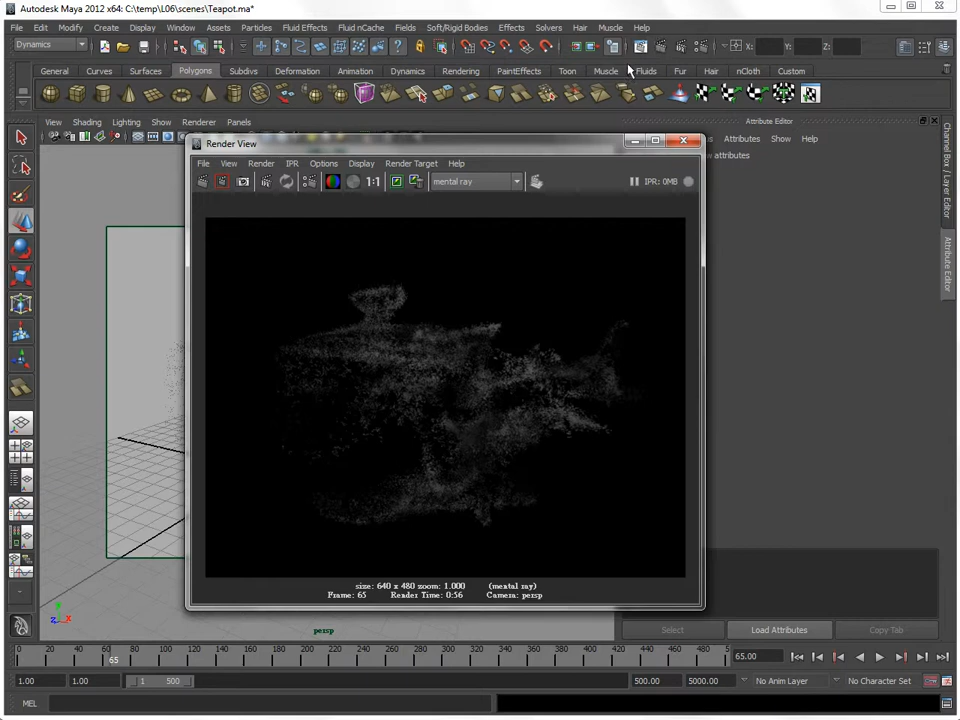 Autodesk Maya 2012 x64: C:\temp\L06\scenes\Teapot.ma*
File Edit Modify Create Display Window Assets Particles Fluid Effects Fluid nCache Fields Soft/Rigid Bodies Effects Solvers Hair Muscle Help
Dynamics X: Y: Z:
General Curves Surfaces Polygons Subdivs Deformation Animation Dynamics Rendering PaintEffects Toon Muscle Fluids Fur Hair nCloth Custom
View Shading Lighting Show Renderer Panels
Attribute Editor
Render View
Attributes Show Help
File View Render IPR Options Display Render Target Help
1:1 mental ray IPR: 0MB
Channel Box / Layer Editor
Attribute Editor
size: 640 x 480 zoom: 1.000 (mental ray)
Frame: 65 Render Time: 0:56 Camera: persp
persp
Select Load Attributes Copy Tab
0 20 40 60 80 100 120 140 160 180 200 220 240 260 280 300 320 340 360 380 400 420 440 460 480
65
65.00
1.00 1.00 1 500 500.00 5000.00 No Anim Layer No Character Set
MEL